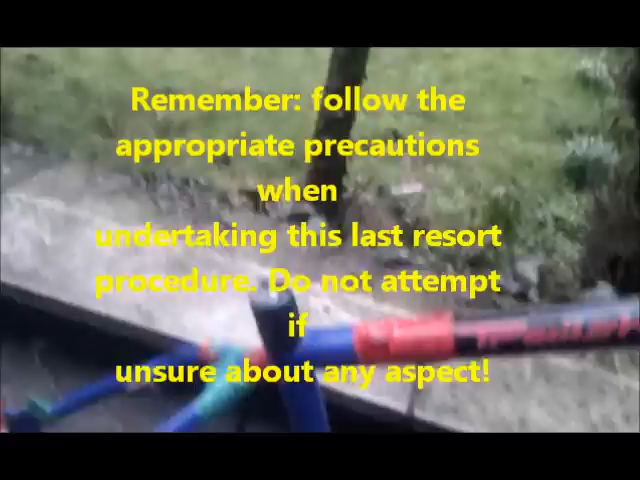 Remember: follow the
appropriate precautions
when
undertaking this last resort
procedure. Do not attempt
if
unsure about any aspect!